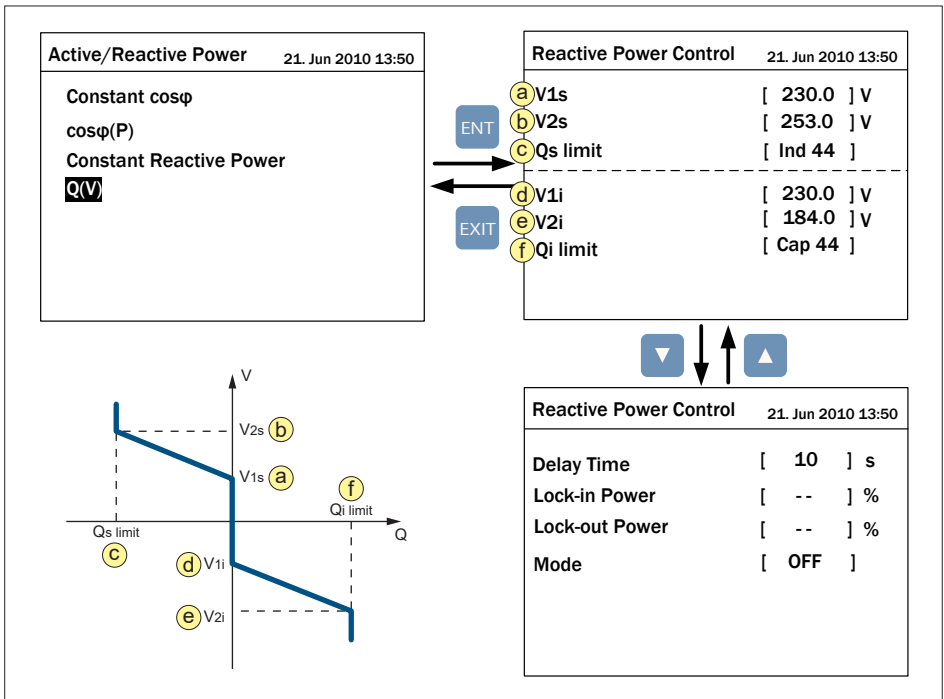 Active/Reactive Power 21. Jun 2010 13:50
Constant cosφ
cosφ(P)
Constant Reactive Power
Q(V)
ENT
EXIT
Reactive Power Control 21. Jun 2010 13:50
a V1s [ 230.0 ] V
b V2s [ 253.0 ] V
c Qs limit [ Ind 44 ]
d V1i [ 230.0 ] V
e V2i [ 184.0 ] V
f Qi limit [ Cap 44 ]
▼ ▲
Reactive Power Control 21. Jun 2010 13:50
Delay Time [ 10 ] s
Lock-in Power [ -- ] %
Lock-out Power [ -- ] %
Mode [ OFF ]
V
V2s b
V1s a
f
Qi limit
Q
Qs limit
c
d V1i
e V2i